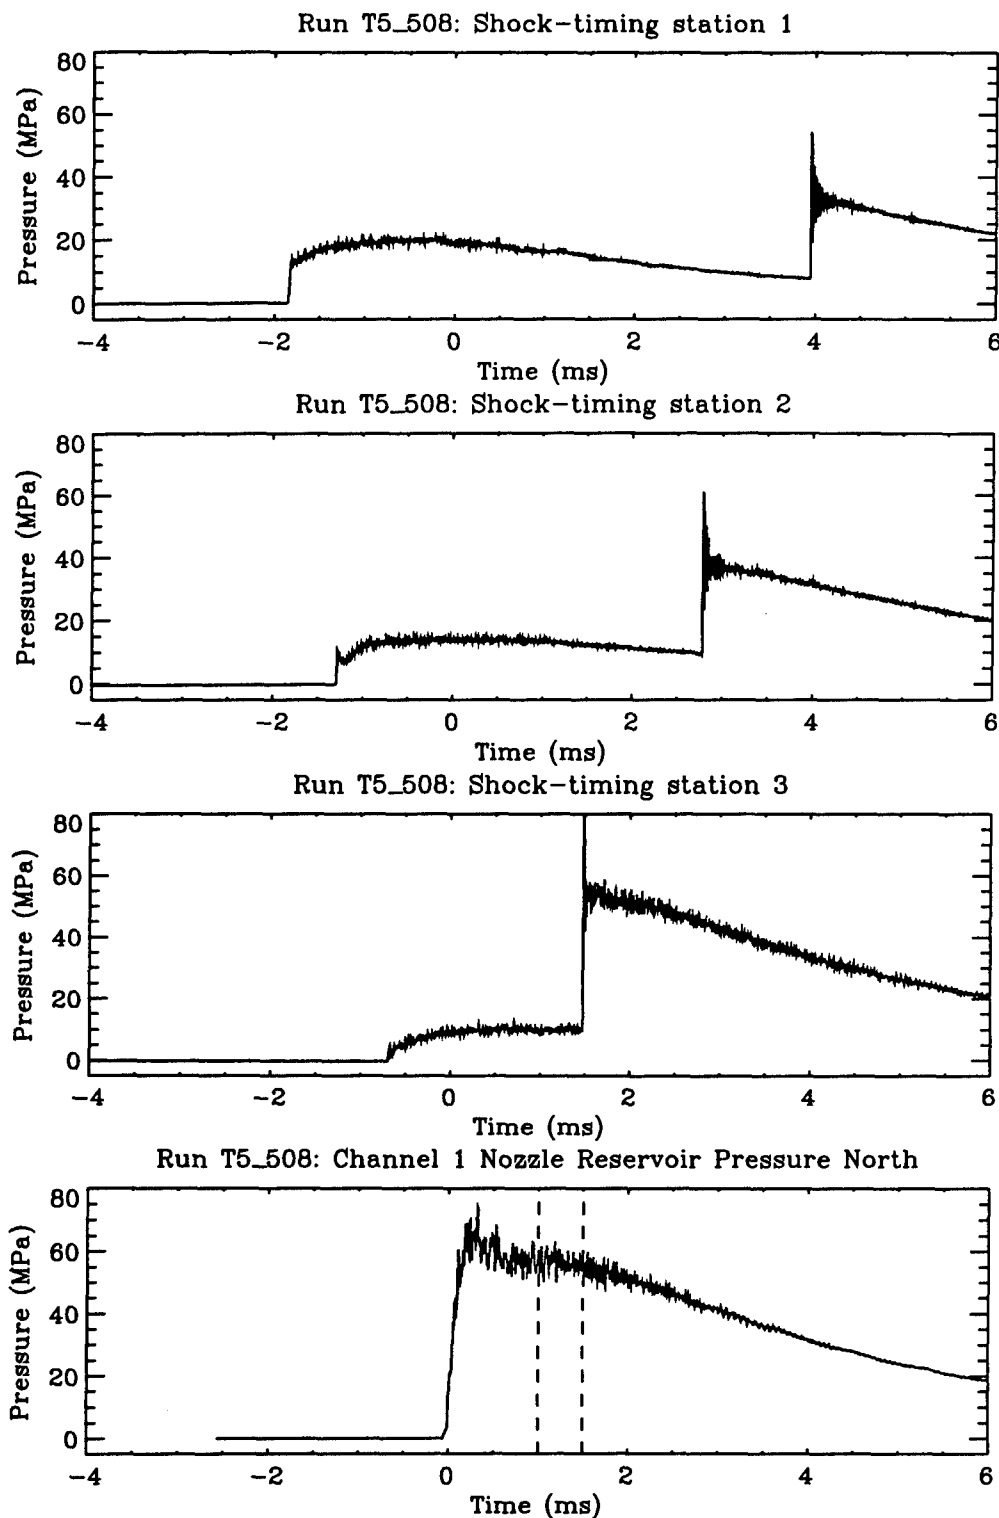 Run T5_508: Shock-timing station 1
80
60
40
20
0
Pressure (MPa)
-4 -2 0 2 4 6
Time (ms)
Run T5_508: Shock-timing station 2
80
60
40
20
0
Pressure (MPa)
-4 -2 0 2 4 6
Time (ms)
Run T5_508: Shock-timing station 3
80
60
40
20
0
Pressure (MPa)
-4 -2 0 2 4 6
Time (ms)
Run T5_508: Channel 1 Nozzle Reservoir Pressure North
80
60
40
20
0
Pressure (MPa)
-4 -2 0 2 4 6
Time (ms)